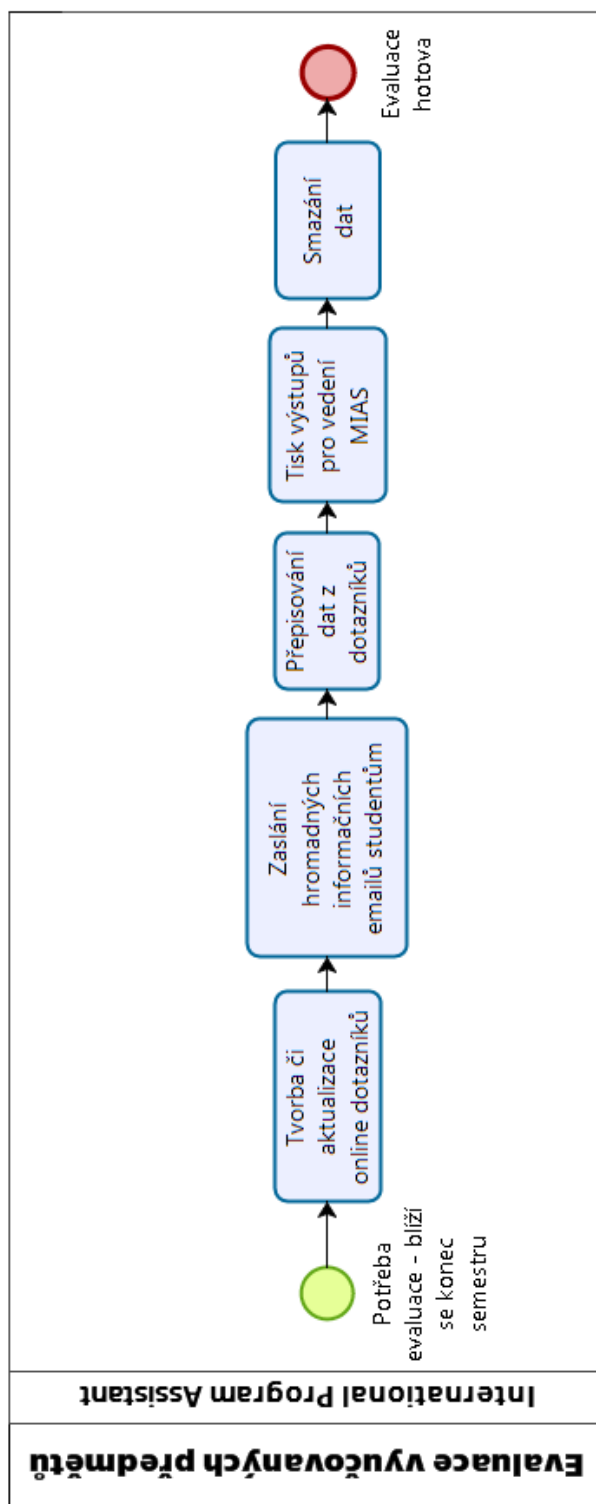 Evaluace vyučovaných předmětů
International Program Assistant
Potřeba
evaluace – blíží
se konec
semestru
Tvorba či
aktualizace
online dotazníků
Zaslání
hromadných
informačních
emailů studentům
Přepisování
dat z
dotazníků
Tisk výstupů
pro vedení
MIAS
Smazání
dat
Evaluace
hotova